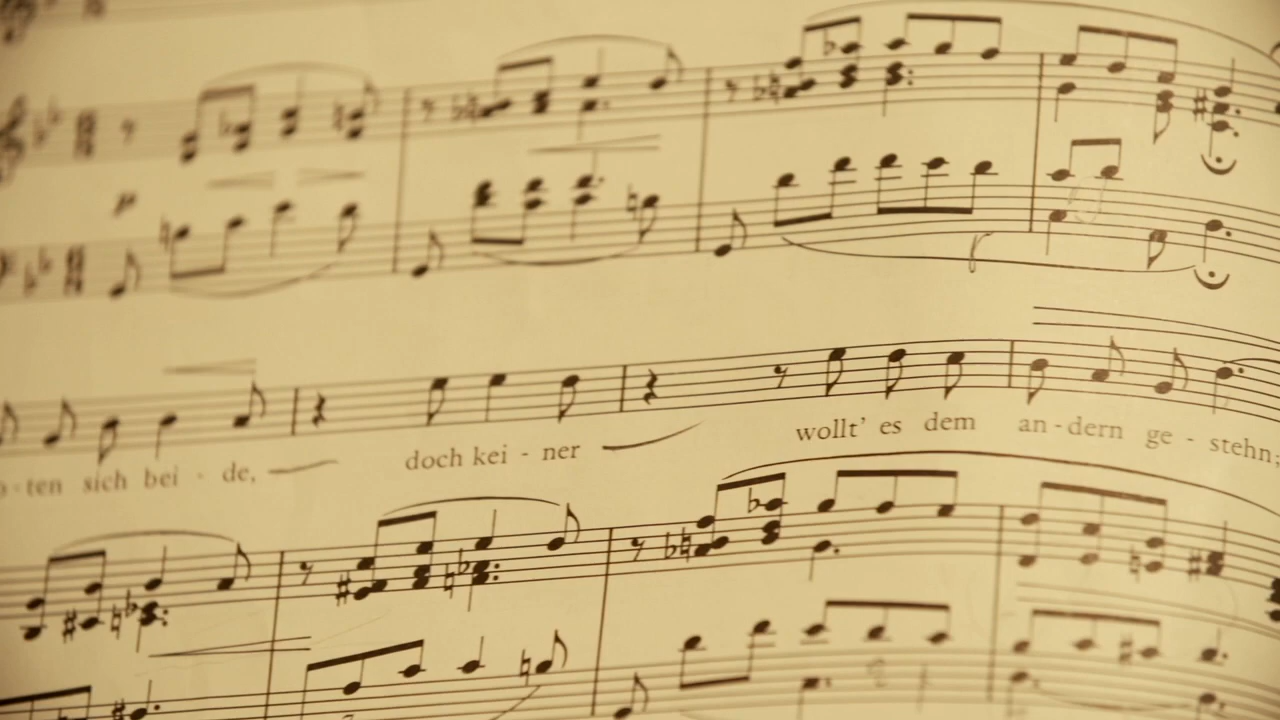 ten sich bei - de, doch kei - ner wollt' es dem an - dern ge - stehn;